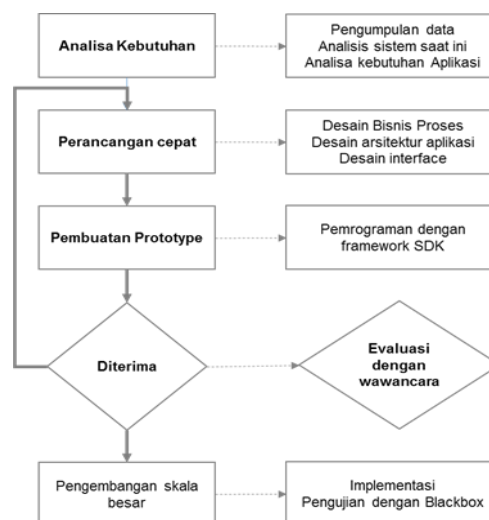 Analisa Kebutuhan
Pengumpulan data
Analisis sistem saat ini
Analisa kebutuhan Aplikasi
Perancangan cepat
Desain Bisnis Proses
Desain arsitektur aplikasi
Desain interface
Pembuatan Prototype
Pemrograman dengan
framework SDK
Diterima
Evaluasi
dengan
wawancara
Pengembangan skala
besar
Implementasi
Pengujian dengan Blackbox